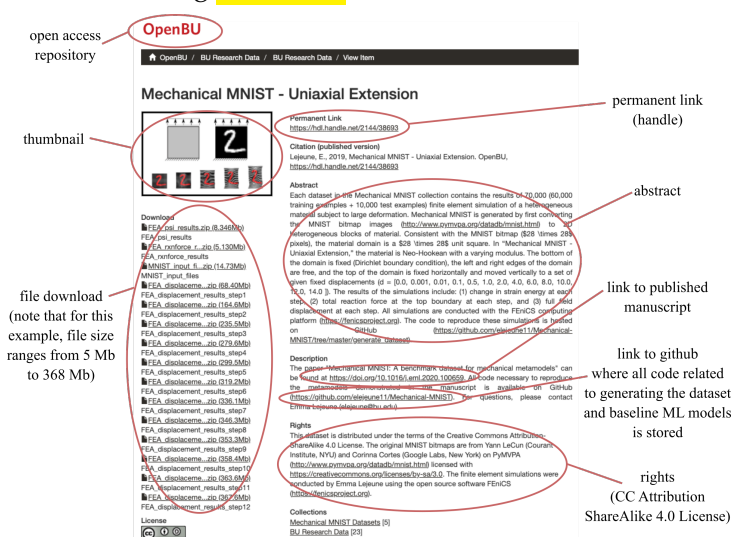 OpenBU
open access
repository
OpenBU / BU Research Data / BU Research Data / View Item
Mechanical MNIST - Uniaxial Extension
thumbnail
Permanent Link
https://hdl.handle.net/2144/38693
permanent link
(handle)
Citation (published version)
Lejeune, E., 2019, Mechanical MNIST - Uniaxial Extension. OpenBU,
https://hdl.handle.net/2144/38693
Abstract
Each dataset in the Mechanical MNIST collection contains the results of 70,000 (60,000
training examples + 10,000 test examples) finite element simulation of a heterogeneous
material subject to large deformation. Mechanical MNIST is generated by first converting
the MNIST bitmap images (http://www.pymvpa.org/datadb/mnist.html) to 2D
heterogeneous blocks of material. Consistent with the MNIST bitmap ($28 \times 28$
pixels), the material domain is a $28 \times 28$ unit square. In "Mechanical MNIST -
Uniaxial Extension," the material is Neo-Hookean with a varying modulus. The bottom of
the domain is fixed (Dirichlet boundary condition), the left and right edges of the domain
are free, and the top of the domain is fixed horizontally and moved vertically to a set of
given fixed displacements (d = [0.0, 0.001, 0.01, 0.1, 0.5, 1.0, 2.0, 4.0, 6.0, 8.0, 10.0,
12.0, 14.0 ]). The results of the simulations include: (1) change in strain energy at each
step, (2) total reaction force at the top boundary at each step, and (3) full field
displacement at each step. All simulations are conducted with the FEniCS computing
platform (https://fenicsproject.org). The code to reproduce these simulations is hosted
on GitHub (https://github.com/elejeune11/Mechanical-
MNIST/tree/master/generate_dataset)
abstract
Description
The paper "Mechanical MNIST: A benchmark dataset for mechanical metamodels" can
be found at https://doi.org/10.1016/j.eml.2020.100659. All code necessary to reproduce
the metamodels demonstrated in the manuscript is available on GitHub
(https://github.com/elejeune11/Mechanical-MNIST). For questions, please contact
Emma Lejeune (elejeune@bu.edu).
link to published
manuscript
link to github
where all code related
to generating the dataset
and baseline ML models
is stored
Rights
This dataset is distributed under the terms of the Creative Commons Attribution-
ShareAlike 4.0 License. The original MNIST bitmaps are from Yann LeCun (Courant
Institute, NYU) and Corinna Cortes (Google Labs, New York) on PyMVPA
(http://www.pymvpa.org/datadb/mnist.html) licensed with
https://creativecommons.org/licenses/by-sa/3.0. The finite element simulations were
conducted by Emma Lejeune using the open source software FEniCS
(https://fenicsproject.org).
rights
(CC Attribution
ShareAlike 4.0 License)
Collections
Mechanical MNIST Datasets [5]
BU Research Data [23]
Download
FEA_psi_results.zip (8.346Mb)
FEA_psi_results
FEA_rxnforce_r...zip (5.130Mb)
FEA_rxnforce_results
MNIST_input_fi...zip (14.73Mb)
MNIST_input_files
FEA_displaceme...zip (68.40Mb)
FEA_displacement_results_step1
FEA_displaceme...zip (164.6Mb)
FEA_displacement_results_step2
FEA_displaceme...zip (235.5Mb)
FEA_displacement_results_step3
FEA_displaceme...zip (279.6Mb)
FEA_displacement_results_step4
FEA_displaceme...zip (299.5Mb)
FEA_displacement_results_step5
FEA_displaceme...zip (319.2Mb)
FEA_displacement_results_step6
FEA_displaceme...zip (336.1Mb)
FEA_displacement_results_step7
FEA_displaceme...zip (346.3Mb)
FEA_displacement_results_step8
FEA_displaceme...zip (353.3Mb)
FEA_displacement_results_step9
FEA_displaceme...zip (358.4Mb)
FEA_displacement_results_step10
FEA_displaceme...zip (363.6Mb)
FEA_displacement_results_step11
FEA_displaceme...zip (367.6Mb)
FEA_displacement_results_step12
file download
(note that for this
example, file size
ranges from 5 Mb
to 368 Mb)
License
cc